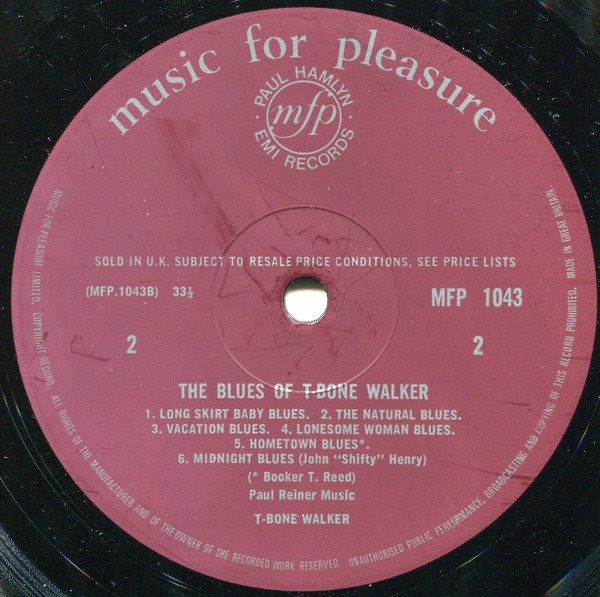 music for pleasure
PAUL HAMLYN
mfp
EMI RECORDS
SOLD IN U.K. SUBJECT TO RESALE PRICE CONDITIONS, SEE PRICE LISTS
(MFP.1043B) 33⅓
MFP 1043
2
2
THE BLUES OF T-BONE WALKER
1. LONG SKIRT BABY BLUES. 2. THE NATURAL BLUES.
3. VACATION BLUES. 4. LONESOME WOMAN BLUES.
5. HOMETOWN BLUES*.
6. MIDNIGHT BLUES (John "Shifty" Henry)
(* Booker T. Reed)
Paul Reiner Music
T-BONE WALKER
MUSIC FOR PLEASURE LIMITED. COPYRIGHT RECORD. ALL RIGHTS OF THE MANUFACTURER AND OF THE OWNER OF THE RECORDED WORK RESERVED. UNAUTHORISED PUBLIC PERFORMANCE, BROADCASTING AND COPYING OF THIS RECORD PROHIBITED. MADE IN GREAT BRITAIN.